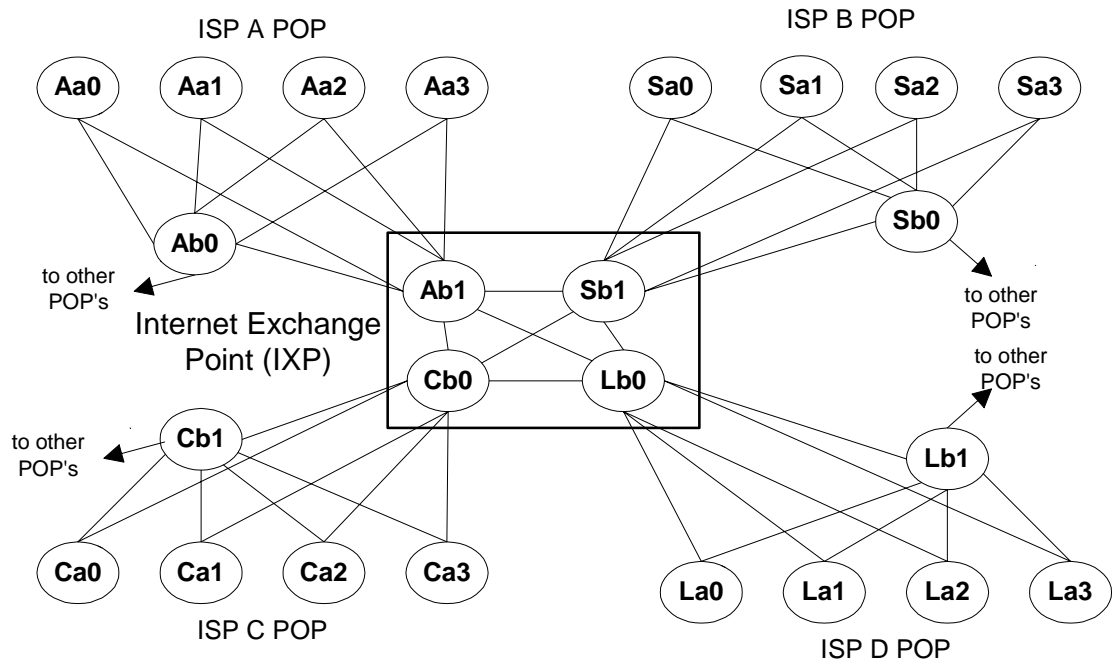 ISP A POP
ISP B POP
Aa0
Aa1
Aa2
Aa3
Sa0
Sa1
Sa2
Sa3
Ab0
Sb0
to other
POP's
Ab1
Sb1
to other
POP's
Internet Exchange
Point (IXP)
to other
POP's
Cb0
Lb0
Cb1
to other
POP's
Lb1
Ca0
Ca1
Ca2
Ca3
La0
La1
La2
La3
ISP C POP
ISP D POP